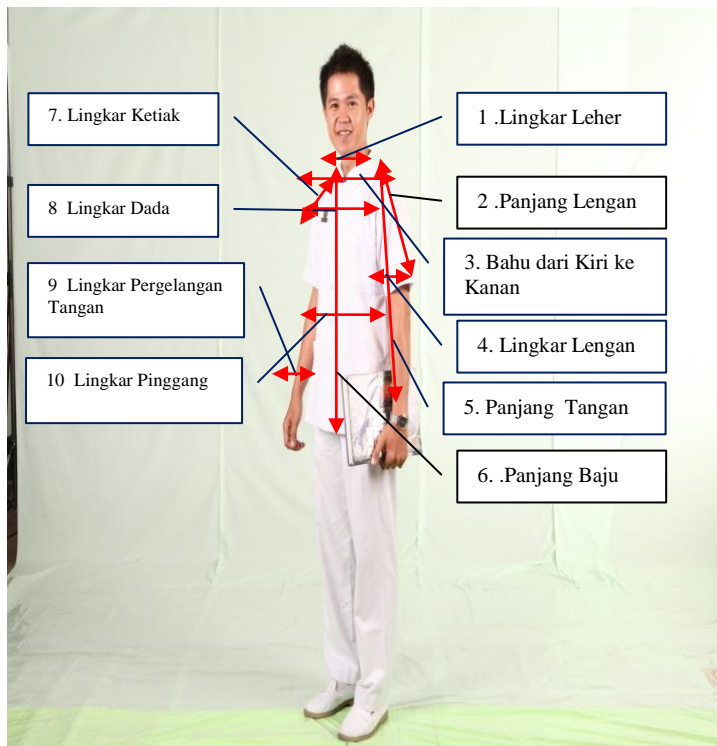 7. Lingkar Ketiak
8 Lingkar Dada
9 Lingkar Pergelangan
Tangan
10 Lingkar Pinggang
1 .Lingkar Leher
2 .Panjang Lengan
3. Bahu dari Kiri ke
Kanan
4. Lingkar Lengan
5. Panjang Tangan
6. .Panjang Baju